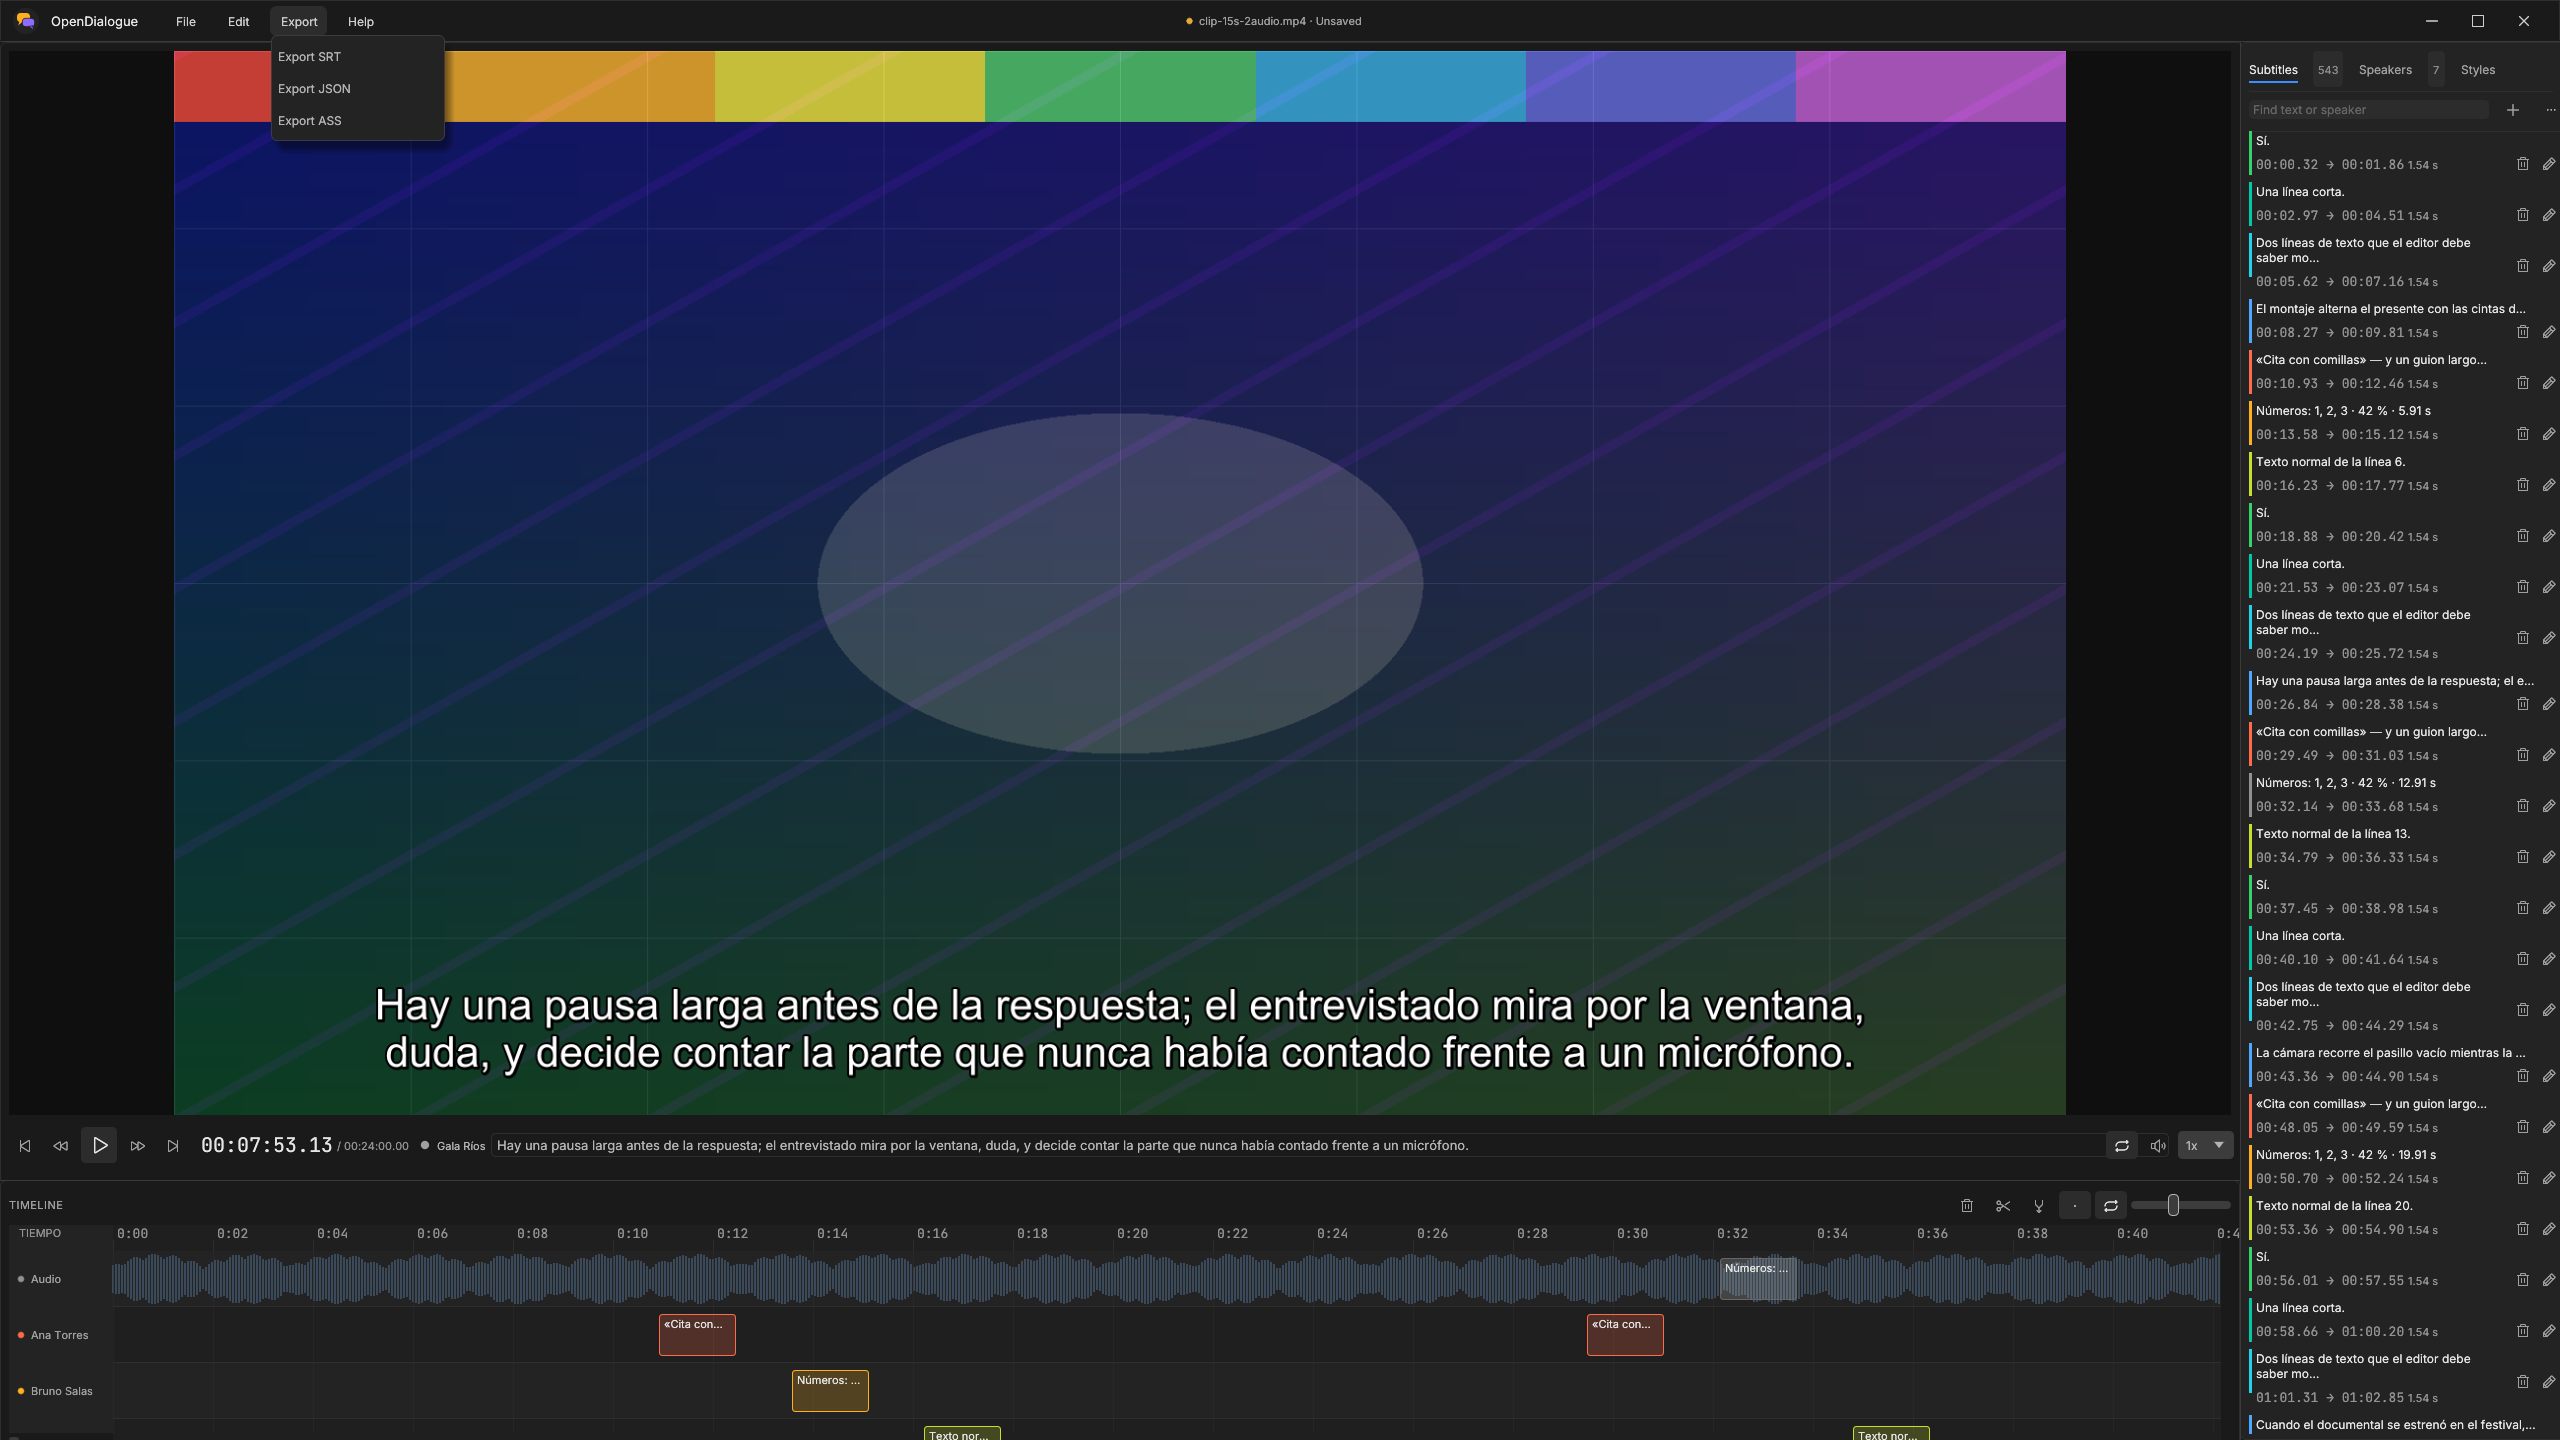 OpenDialogue File Edit Export Help
clip-15s-2audio.mp4 · Unsaved
Export SRT
Export JSON
Export ASS
Hay una pausa larga antes de la respuesta; el entrevistado mira por la ventana,
duda, y decide contar la parte que nunca había contado frente a un micrófono.
00:07:53.13 / 00:24:00.00 Gala Ríos Hay una pausa larga antes de la respuesta; el entrevistado mira por la ventana, duda, y decide contar la parte que nunca había contado frente a un micrófono. 1x
Subtitles 543 Speakers 7 Styles
Find text or speaker
Sí.
00:00.32 → 00:01.86 1.54 s
Una línea corta.
00:02.97 → 00:04.51 1.54 s
Dos líneas de texto que el editor debe
saber mo...
00:05.62 → 00:07.16 1.54 s
El montaje alterna el presente con las cintas d...
00:08.27 → 00:09.81 1.54 s
«Cita con comillas» — y un guion largo...
00:10.93 → 00:12.46 1.54 s
Números: 1, 2, 3 · 42 % · 5.91 s
00:13.58 → 00:15.12 1.54 s
Texto normal de la línea 6.
00:16.23 → 00:17.77 1.54 s
Sí.
00:18.88 → 00:20.42 1.54 s
Una línea corta.
00:21.53 → 00:23.07 1.54 s
Dos líneas de texto que el editor debe
saber mo...
00:24.19 → 00:25.72 1.54 s
Hay una pausa larga antes de la respuesta; el e...
00:26.84 → 00:28.38 1.54 s
«Cita con comillas» — y un guion largo...
00:29.49 → 00:31.03 1.54 s
Números: 1, 2, 3 · 42 % · 12.91 s
00:32.14 → 00:33.68 1.54 s
Texto normal de la línea 13.
00:34.79 → 00:36.33 1.54 s
Sí.
00:37.45 → 00:38.98 1.54 s
Una línea corta.
00:40.10 → 00:41.64 1.54 s
Dos líneas de texto que el editor debe
saber mo...
00:42.75 → 00:44.29 1.54 s
La cámara recorre el pasillo vacío mientras la ...
00:43.36 → 00:44.90 1.54 s
«Cita con comillas» — y un guion largo...
00:48.05 → 00:49.59 1.54 s
Números: 1, 2, 3 · 42 % · 19.91 s
00:50.70 → 00:52.24 1.54 s
Texto normal de la línea 20.
00:53.36 → 00:54.90 1.54 s
Sí.
00:56.01 → 00:57.55 1.54 s
Una línea corta.
00:58.66 → 01:00.20 1.54 s
Dos líneas de texto que el editor debe
saber mo...
01:01.31 → 01:02.85 1.54 s
Cuando el documental se estrenó en el festival,...
TIMELINE
TIEMPO 0:00 0:02 0:04 0:06 0:08 0:10 0:12 0:14 0:16 0:18 0:20 0:22 0:24 0:26 0:28 0:30 0:32 0:34 0:36 0:38 0:40 0:4
Audio Números: ...
Ana Torres «Cita con... «Cita con...
Bruno Salas Números: ...
Texto nor... Texto nor...